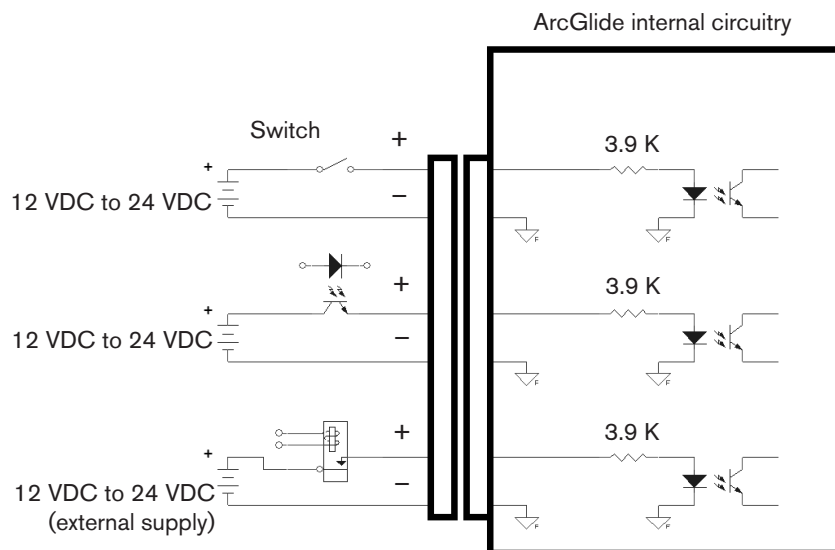 ArcGlide internal circuitry
Switch
+
3.9 K
+
12 VDC to 24 VDC
−
F
F
+
3.9 K
+
12 VDC to 24 VDC
−
F
F
+
3.9 K
+
12 VDC to 24 VDC
−
(external supply)
F
F